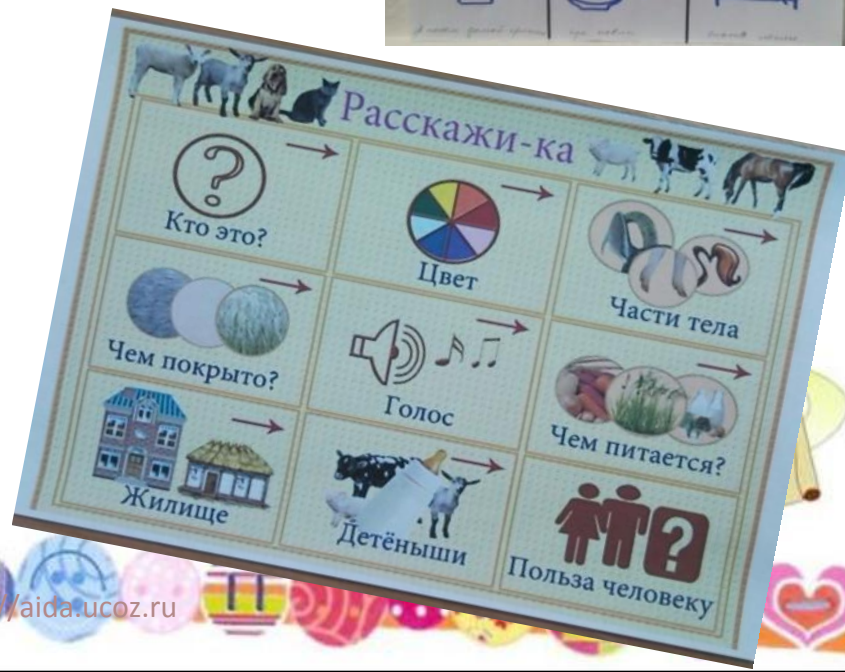 Расскажи-ка
Кто это?
Цвет
Части тела
Чем покрыто?
Голос
Чем питается?
Жилище
Детёныши
Польза человеку
/aida.ucoz.ru